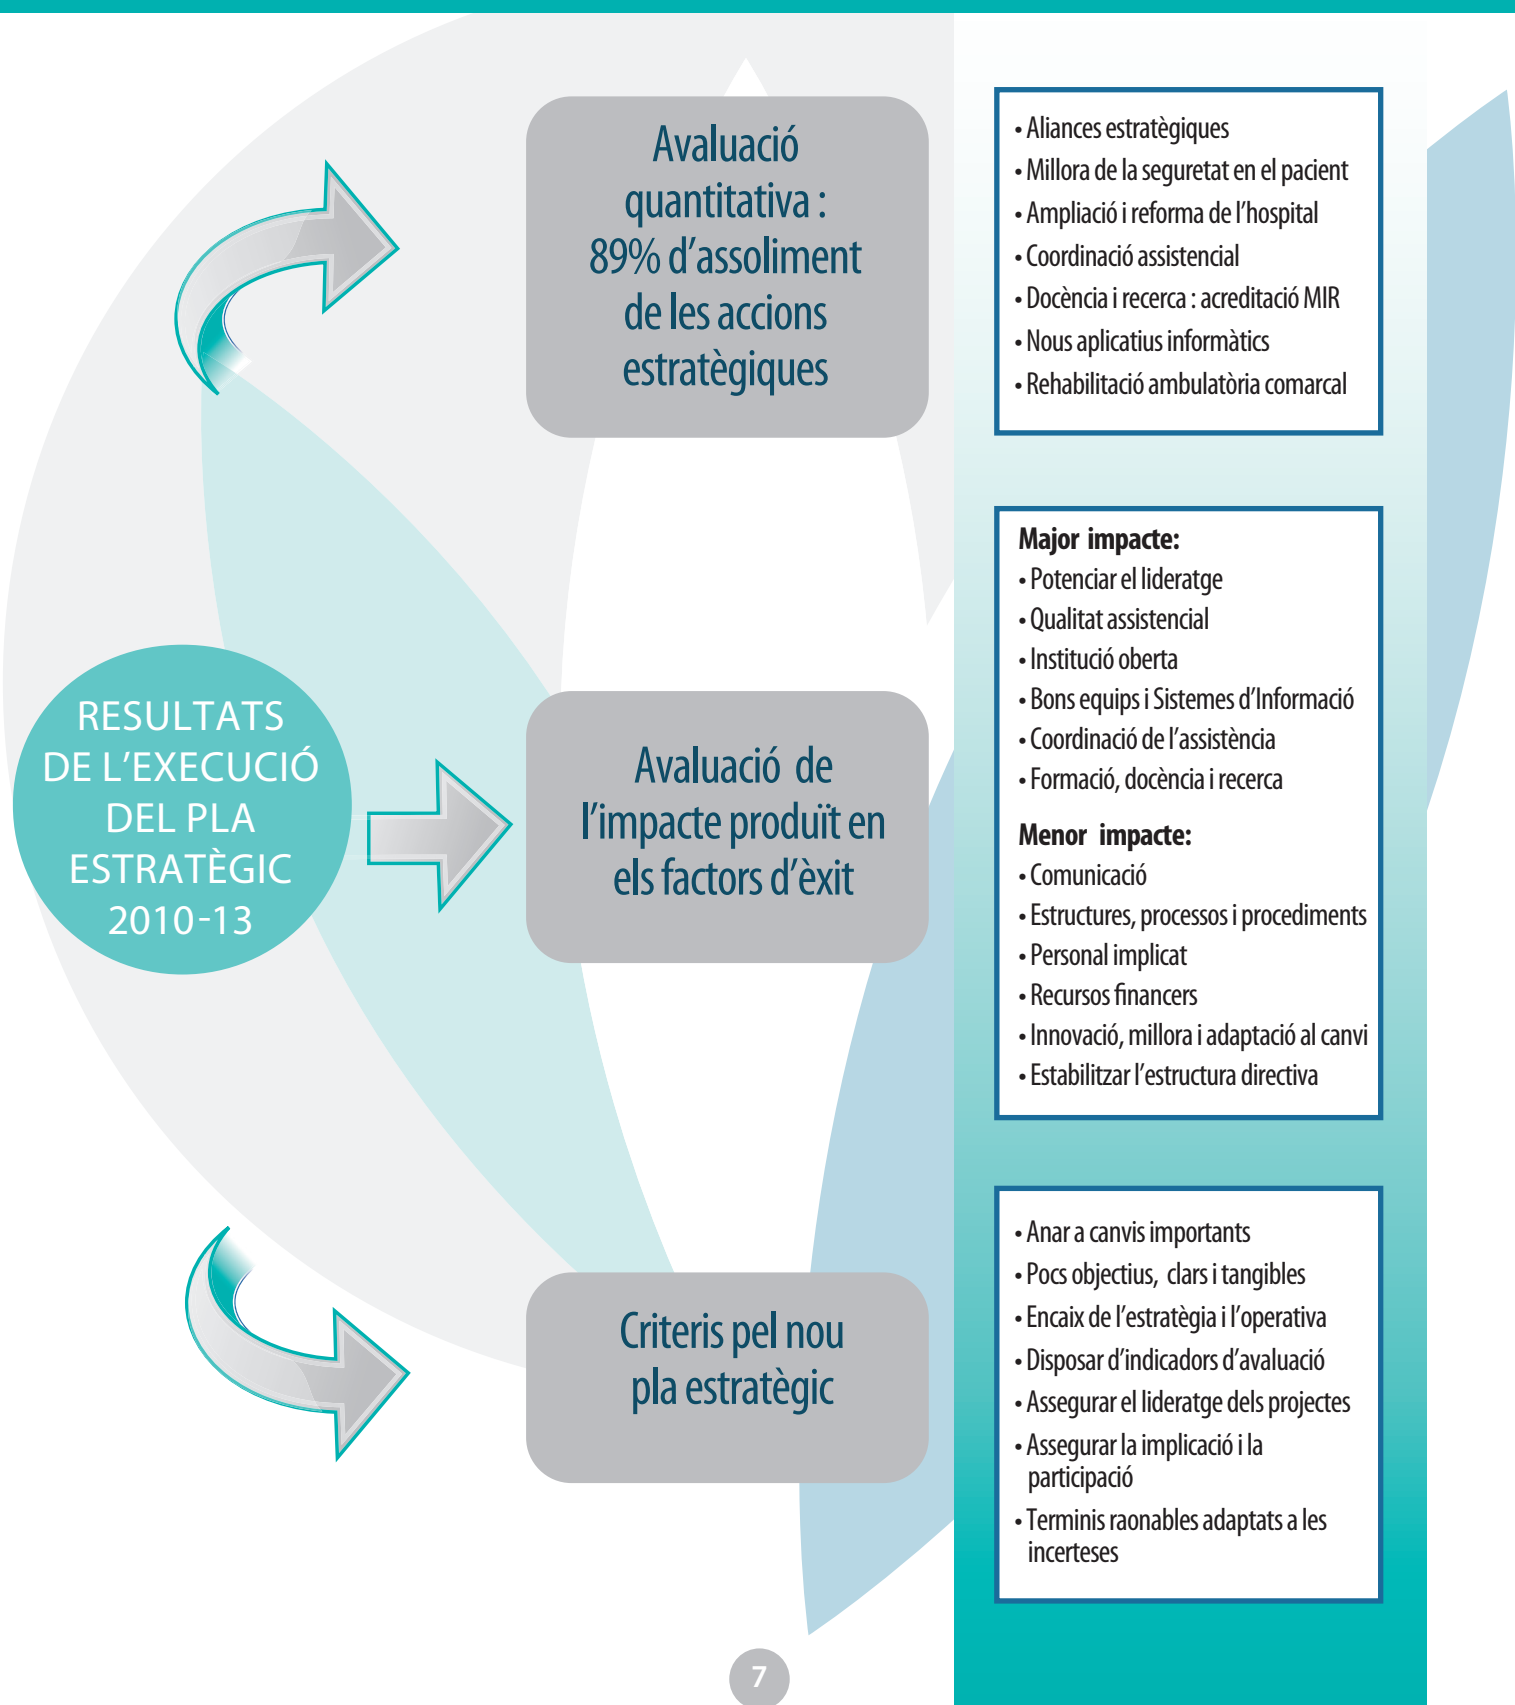 RESULTATS
DE L’EXECUCIÓ
DEL PLA
ESTRATÈGIC
2010-13
Avaluació
quantitativa :
89% d’assoliment
de les accions
estratègiques
• Aliances estratègiques
• Millora de la seguretat en el pacient
• Ampliació i reforma de l’hospital
• Coordinació assistencial
• Docència i recerca : acreditació MIR
• Nous aplicatius informàtics
• Rehabilitació ambulatòria comarcal
Avaluació de
l’impacte produït en
els factors d’èxit
Major impacte:
• Potenciar el lideratge
• Qualitat assistencial
• Institució oberta
• Bons equips i Sistemes d’Informació
• Coordinació de l’assistència
• Formació, docència i recerca
Menor impacte:
• Comunicació
• Estructures, processos i procediments
• Personal implicat
• Recursos financers
• Innovació, millora i adaptació al canvi
• Estabilitzar l’estructura directiva
Criteris pel nou
pla estratègic
• Anar a canvis importants
• Pocs objectius, clars i tangibles
• Encaix de l’estratègia i l’operativa
• Disposar d’indicadors d’avaluació
• Assegurar el lideratge dels projectes
• Assegurar la implicació i la
participació
• Terminis raonables adaptats a les
incerteses
7